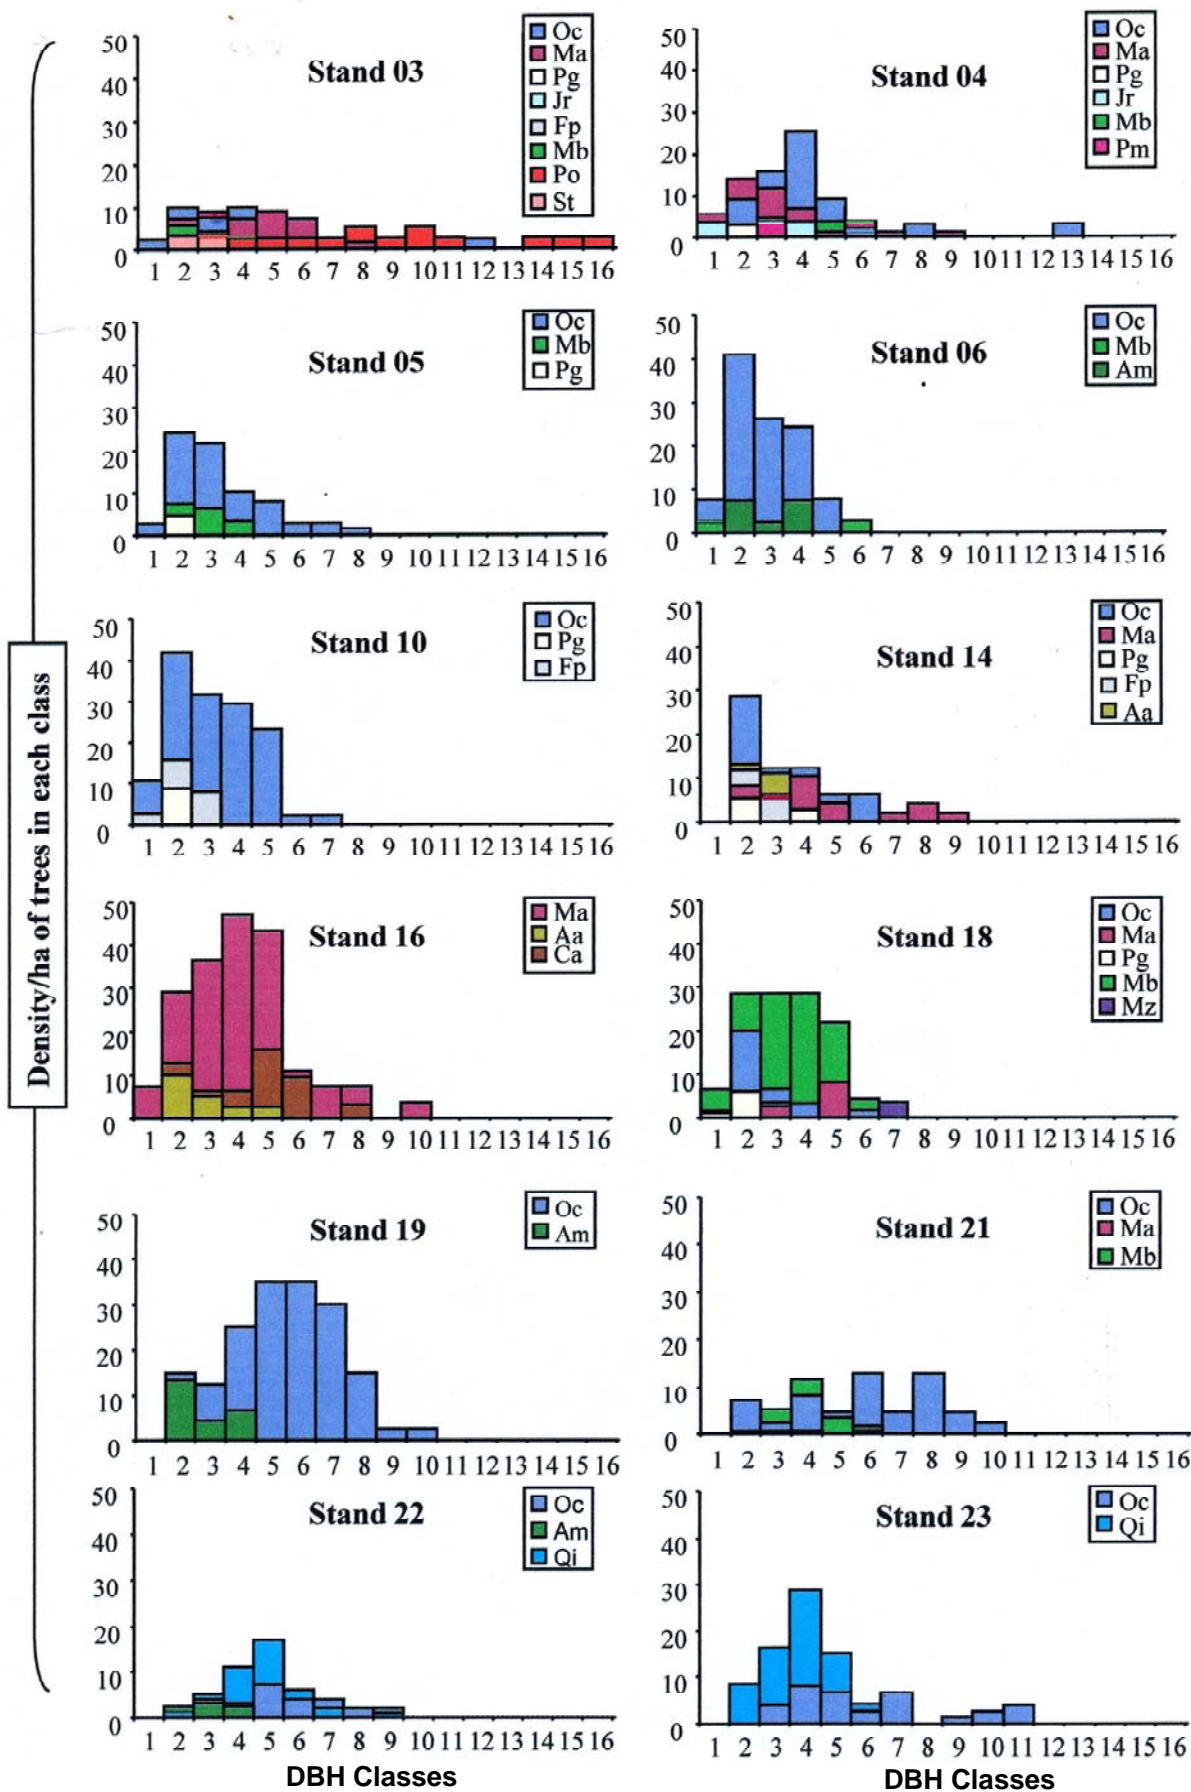 Density/ha of trees in each class
Stand 03
Oc
Ma
Pg
Jr
Fp
Mb
Po
St
50
40
30
20
10
0
1 2 3 4 5 6 7 8 9 10 11 12 13 14 15 16
Stand 04
Oc
Ma
Pg
Jr
Mb
Pm
50
40
30
20
10
0
1 2 3 4 5 6 7 8 9 10 11 12 13 14 15 16
Stand 05
Oc
Mb
Pg
50
40
30
20
10
0
1 2 3 4 5 6 7 8 9 10 11 12 13 14 15 16
Stand 06
Oc
Mb
Am
50
40
30
20
10
0
1 2 3 4 5 6 7 8 9 10 11 12 13 14 15 16
Stand 10
Oc
Pg
Fp
50
40
30
20
10
0
1 2 3 4 5 6 7 8 9 10 11 12 13 14 15 16
Stand 14
Oc
Ma
Pg
Fp
Aa
50
40
30
20
10
0
1 2 3 4 5 6 7 8 9 10 11 12 13 14 15 16
Stand 16
Ma
Aa
Ca
50
40
30
20
10
0
1 2 3 4 5 6 7 8 9 10 11 12 13 14 15 16
Stand 18
Oc
Ma
Pg
Mb
Mz
50
40
30
20
10
0
1 2 3 4 5 6 7 8 9 10 11 12 13 14 15 16
Stand 19
Oc
Am
50
40
30
20
10
0
1 2 3 4 5 6 7 8 9 10 11 12 13 14 15 16
Stand 21
Oc
Ma
Mb
50
40
30
20
10
0
1 2 3 4 5 6 7 8 9 10 11 12 13 14 15 16
Stand 22
Oc
Am
Qi
50
40
30
20
10
0
1 2 3 4 5 6 7 8 9 10 11 12 13 14 15 16
DBH Classes
Stand 23
Oc
Qi
50
40
30
20
10
0
1 2 3 4 5 6 7 8 9 10 11 12 13 14 15 16
DBH Classes